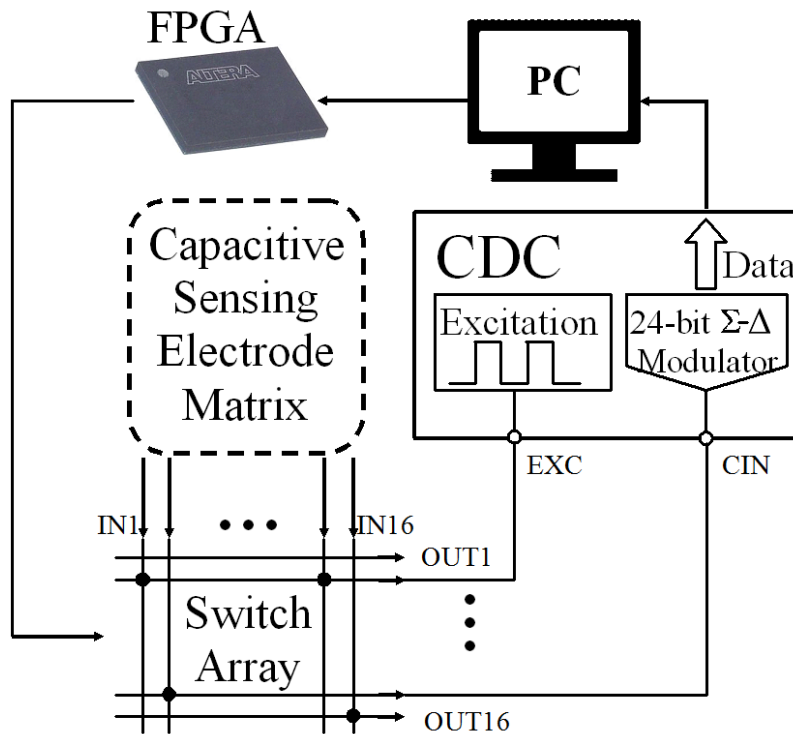 FPGA
ALTERA
PC
Capacitive
Sensing
Electrode
Matrix
CDC
Data
Excitation
24-bit Σ-Δ
Modulator
EXC
CIN
IN1
IN16
OUT1
Switch
Array
OUT16